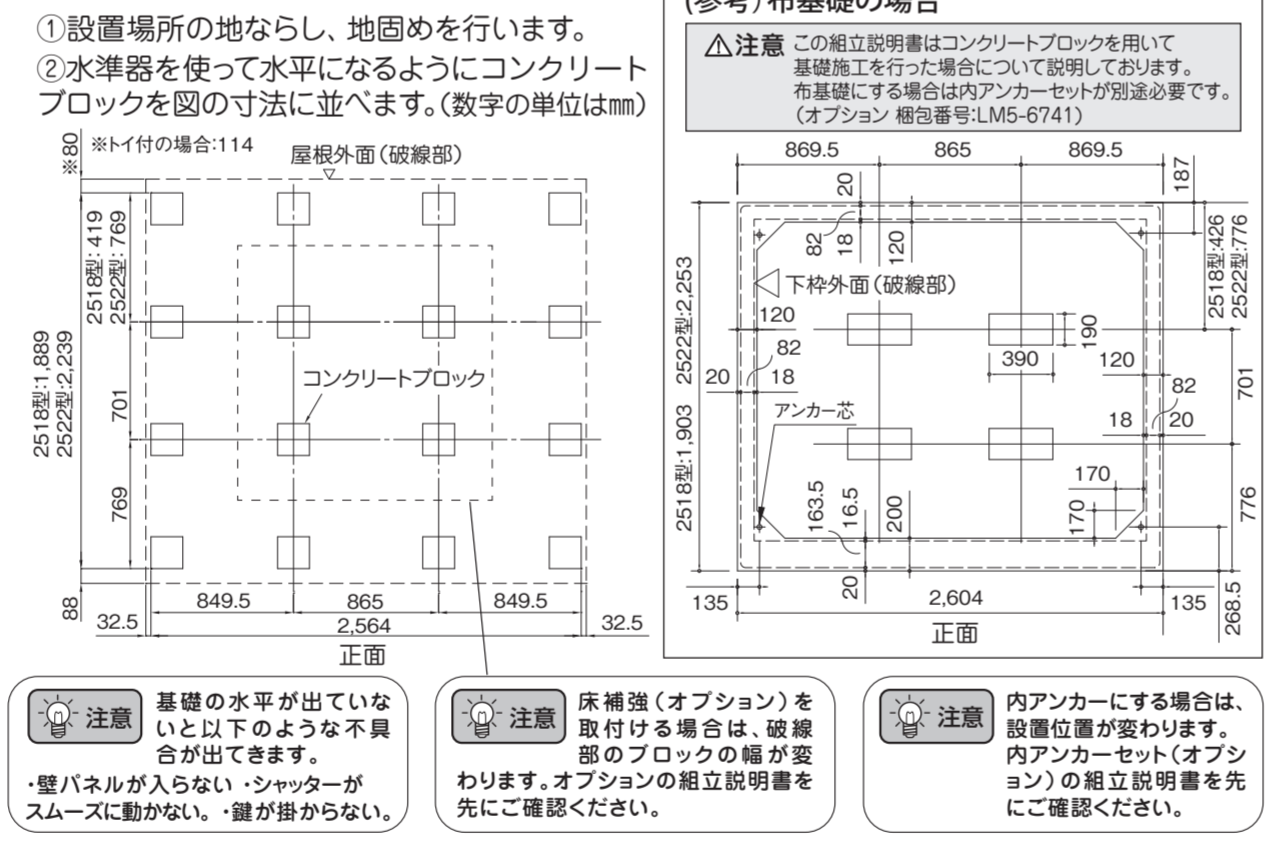 ①設置場所の地ならし、地固めを行います。
②水準器を使って水平になるようにコンクリート
ブロックを図の寸法に並べます。(数字の単位は㎜)
※80
※トイ付の場合:114
屋根外面(破線部)
2518型:419
2522型:769
2518型:1,889
2522型:2,239
701
769
コンクリートブロック
88
849.5
865
849.5
32.5
2,564
32.5
正面
(参考)布基礎の場合
注意
この組立説明書はコンクリートブロックを用いて
基礎施工を行った場合について説明しております。
布基礎にする場合は内アンカーセットが別途必要です。
(オプション 梱包番号:LM5-6741)
869.5
865
869.5
187
20
82
18
120
2518型:426
2522型:776
下枠外面(破線部)
2518型:1,903 2522型:2,253
120
82
20
18
390
190
120
82
18
20
701
アンカー芯
170
170
163.5
16.5
200
20
776
135
2,604
135
268.5
正面
注意
基礎の水平が出ていな
いと以下のような不具
合が出てきます。
・壁パネルが入らない ・シャッターが
スムーズに動かない。 ・鍵が掛からない。
注意
床補強(オプション)を
取付ける場合は、破線
部のブロックの幅が変
わります。オプションの組立説明書を
先にご確認ください。
注意
内アンカーにする場合は、
設置位置が変わります。
内アンカーセット(オプシ
ョン)の組立説明書を先
にご確認ください。